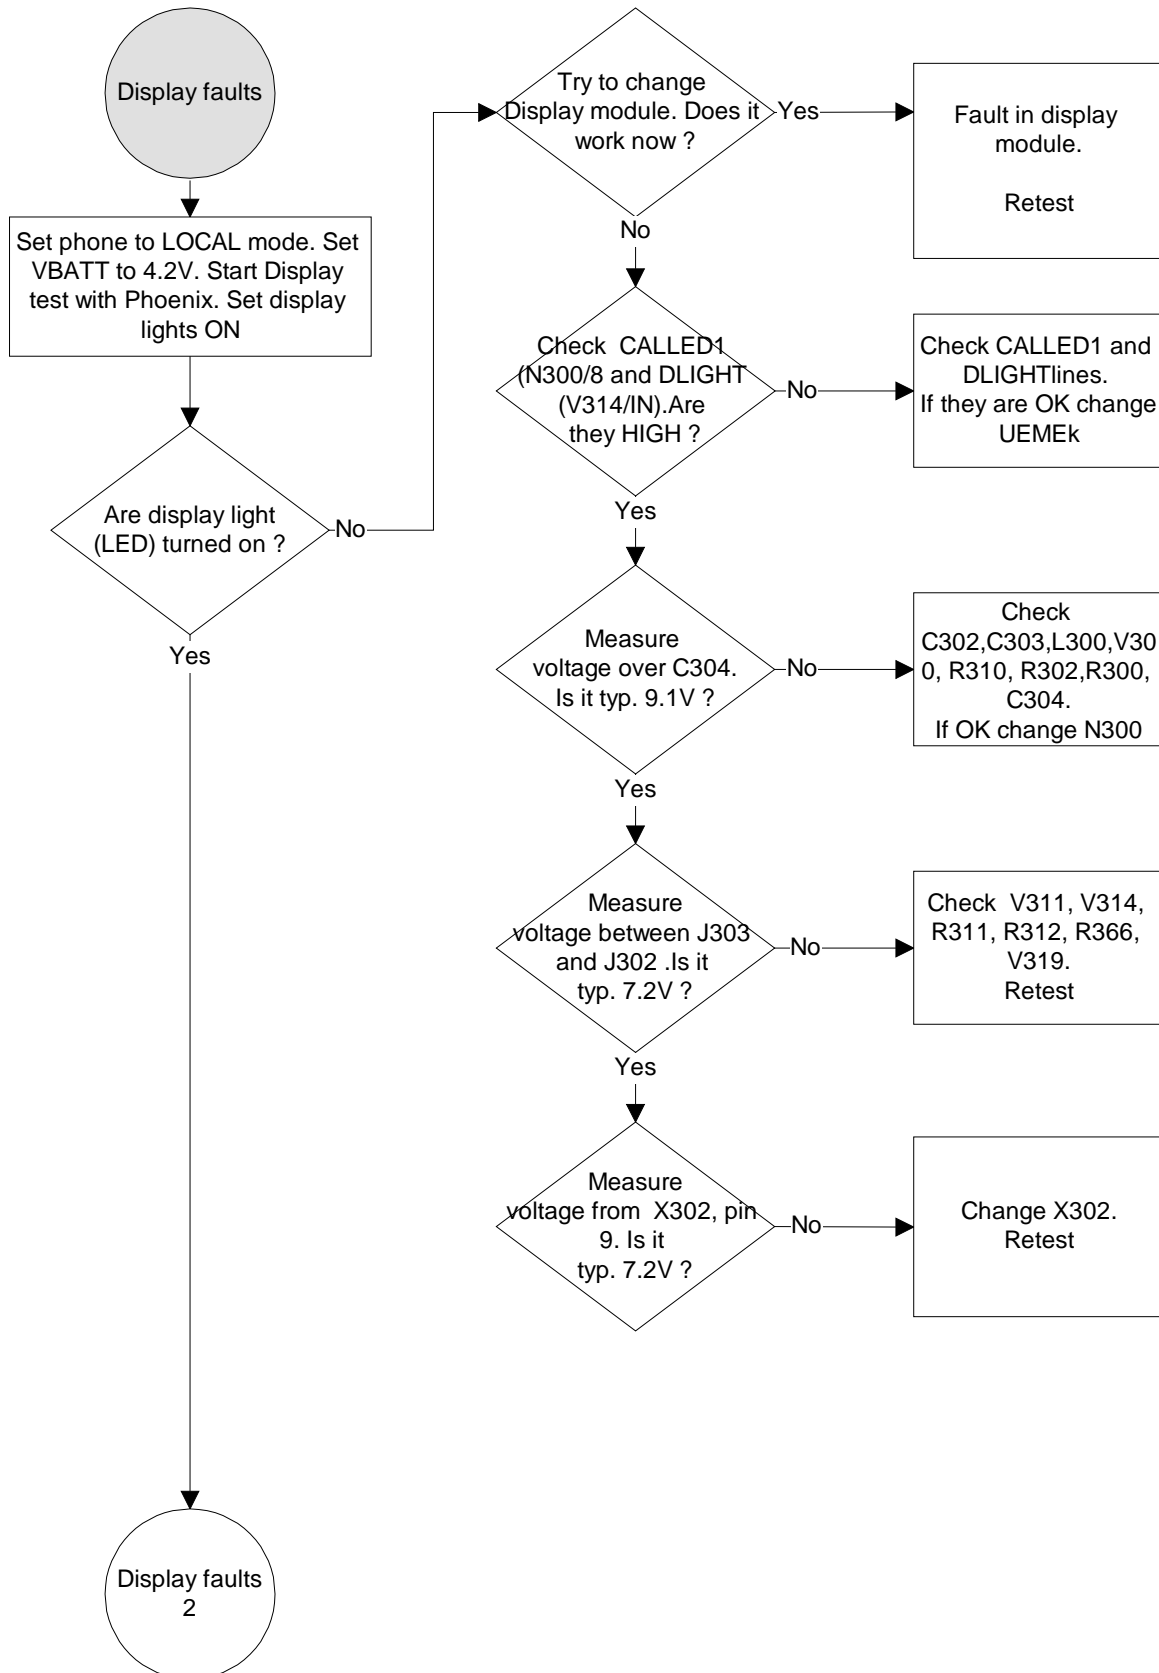 Display faults
Set phone to LOCAL mode. Set
VBATT to 4.2V. Start Display
test with Phoenix. Set display
lights ON
Are display light
(LED) turned on ?
No
Yes
Display faults
2
Try to change
Display module. Does it
work now ?
Yes
Fault in display
module.
Retest
No
Check  CALLED1
(N300/8 and DLIGHT
(V314/IN).Are
they HIGH ?
No
Check CALLED1 and
DLIGHTlines.
If they are OK change
UEMEk
Yes
Measure
voltage over C304.
Is it typ. 9.1V ?
No
Check
C302,C303,L300,V30
0, R310, R302,R300,
C304.
If OK change N300
Yes
Measure
voltage between J303
and J302 .Is it
typ. 7.2V ?
No
Check  V311, V314,
R311, R312, R366,
V319.
Retest
Yes
Measure
voltage from  X302, pin
9. Is it
typ. 7.2V ?
No
Change X302.
Retest